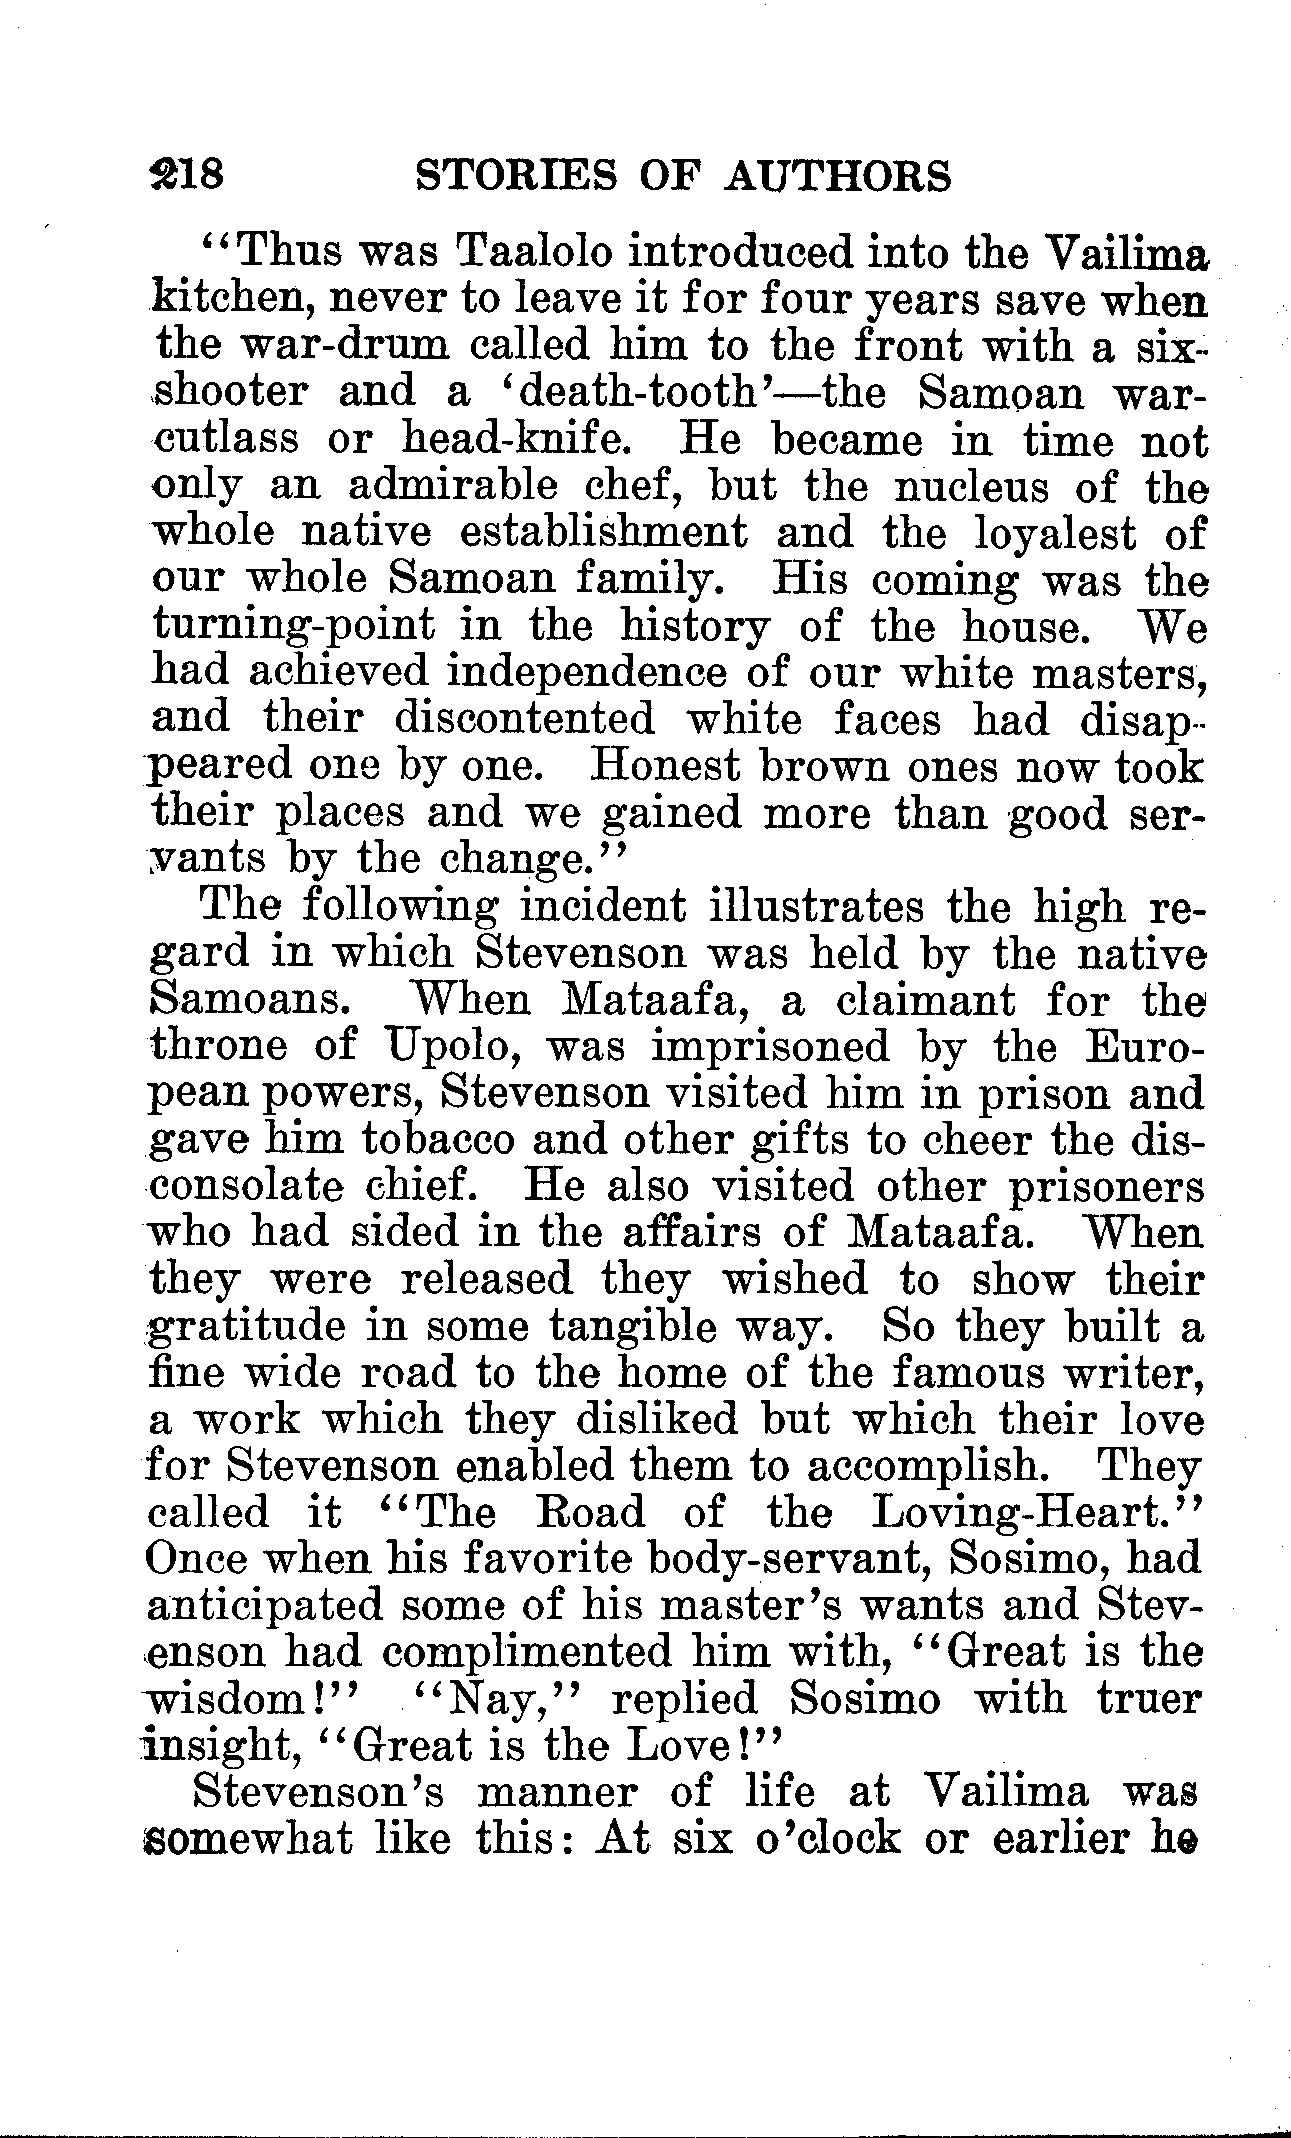 218 STORIES OF AUTHORS
"Thus was Taalolo introduced into the Vailima
kitchen, never to leave it for four years save when
the war-drum called him to the front with a six-
shooter and a 'death-tooth'—the Samoan war-
cutlass or head-knife. He became in time not
only an admirable chef, but the nucleus of the
whole native establishment and the loyalest of
our whole Samoan family. His coming was the
turning-point in the history of the house. We
had achieved independence of our white masters,
and their discontented white faces had disap-
peared one by one. Honest brown ones now took
their places and we gained more than good ser-
vants by the change."
The following incident illustrates the high re-
gard in which Stevenson was held by the native
Samoans. When Mataafa, a claimant for the
throne of Upolo, was imprisoned by the Euro-
pean powers, Stevenson visited him in prison and
gave him tobacco and other gifts to cheer the dis-
consolate chief. He also visited other prisoners
who had sided in the affairs of Mataafa. When
they were released they wished to show their
gratitude in some tangible way. So they built a
fine wide road to the home of the famous writer,
a work which they disliked but which their love
for Stevenson enabled them to accomplish. They
called it "The Road of the Loving-Heart."
Once when his favorite body-servant, Sosimo, had
anticipated some of his master's wants and Stev-
enson had complimented him with, "Great is the
wisdom!" "Nay," replied Sosimo with truer
insight, "Great is the Love!"
Stevenson's manner of life at Vailima was
somewhat like this: At six o'clock or earlier he